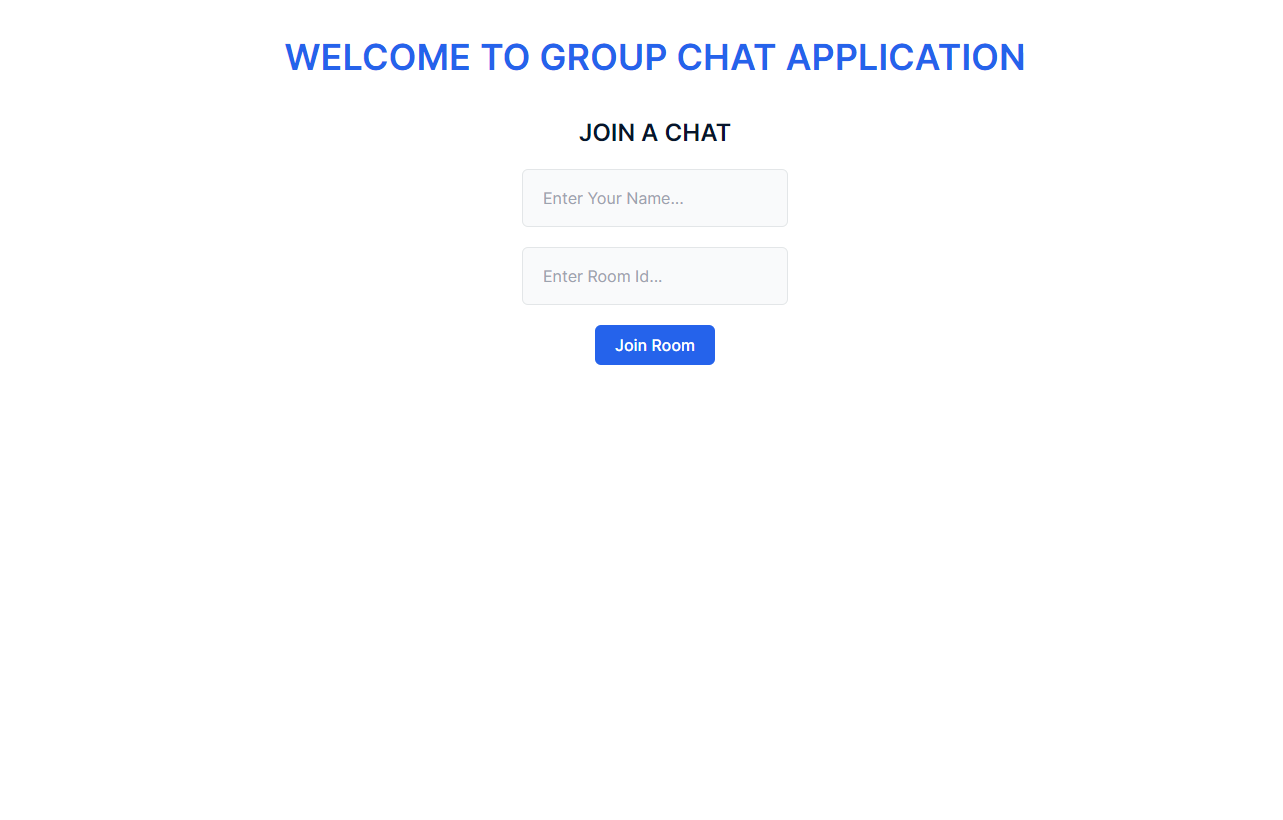 WELCOME TO GROUP CHAT APPLICATION
JOIN A CHAT
Enter Your Name...
Enter Room Id...
Join Room